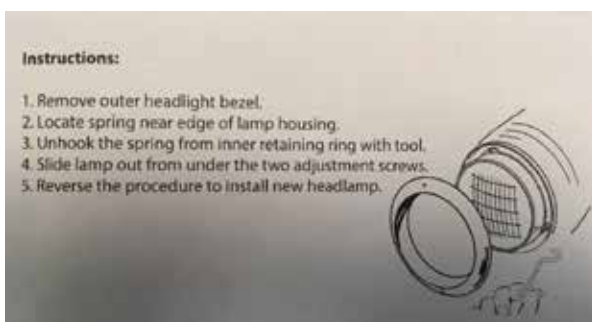 Instructions:
1. Remove outer headlight bezel.
2. Locate spring near edge of lamp housing.
3. Unhook the spring from inner retaining ring with tool.
4. Slide lamp out from under the two adjustment screws.
5. Reverse the procedure to install new headlamp.